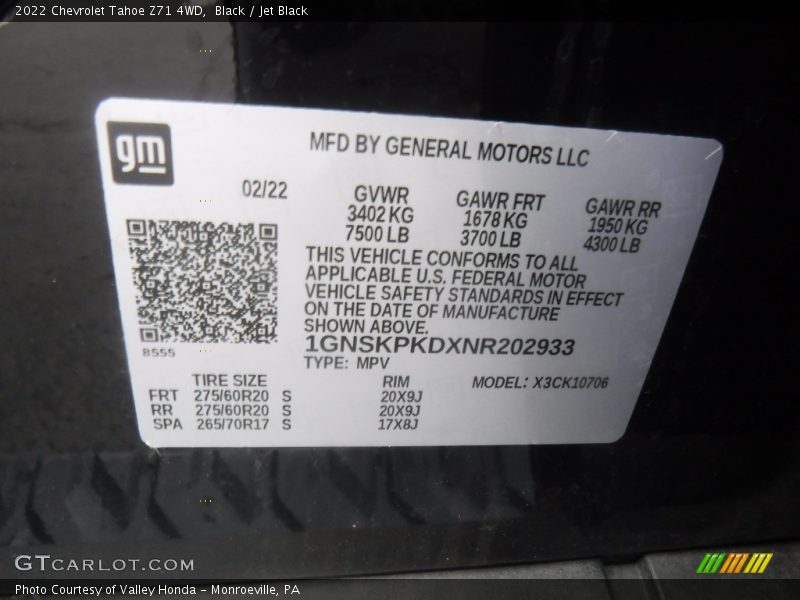 2022 Chevrolet Tahoe Z71 4WD, Black / Jet Black
gm
MFD BY GENERAL MOTORS LLC
02/22 GVWR GAWR FRT GAWR RR
3402 KG 1678 KG 1950 KG
7500 LB 3700 LB 4300 LB
THIS VEHICLE CONFORMS TO ALL
APPLICABLE U.S. FEDERAL MOTOR
VEHICLE SAFETY STANDARDS IN EFFECT
ON THE DATE OF MANUFACTURE
SHOWN ABOVE.
1GNSKPKDXNR202933
8555
TYPE: MPV
TIRE SIZE RIM MODEL: X3CK10706
FRT 275/60R20 S 20X9J
RR 275/60R20 S 20X9J
SPA 265/70R17 S 17X8J
GTCARLOT.COM
Photo Courtesy of Valley Honda - Monroeville, PA